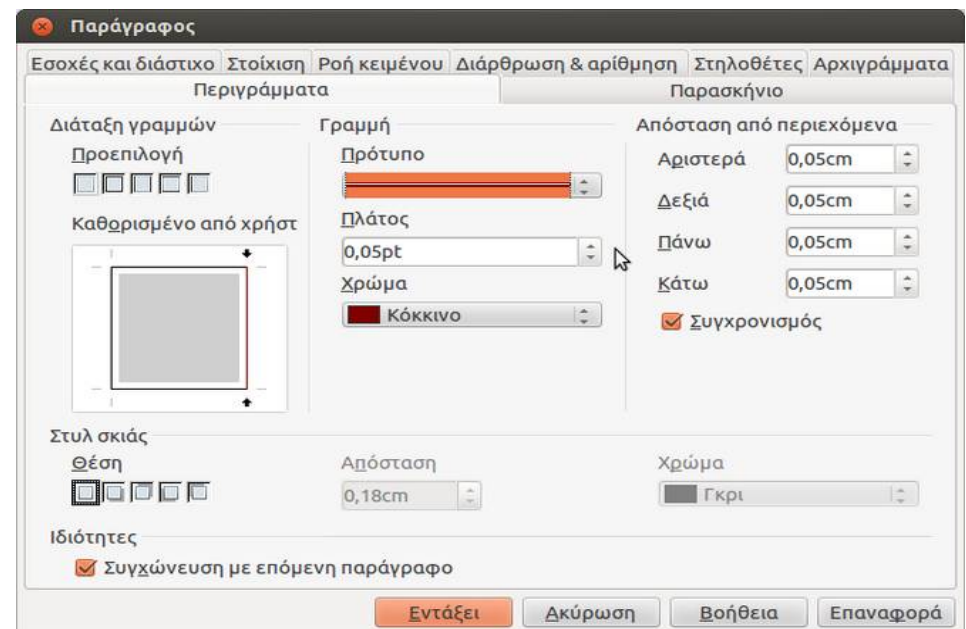 Παράγραφος
Εσοχές και διάστιχο Στοίχιση Ροή κειμένου Διάρθρωση & αρίθμηση Στηλοθέτες Αρχιγράμματα
Περιγράμματα Παρασκήνιο
Διάταξη γραμμών Γραμμή Απόσταση από περιεχόμενα
Προεπιλογή Πρότυπο Αριστερά 0,05cm
Δεξιά 0,05cm
Καθορισμένο από χρήστ Πλάτος
0,05pt Πάνω 0,05cm
Χρώμα Κάτω 0,05cm
Κόκκινο Συγχρονισμός
Στυλ σκιάς
Θέση Απόσταση Χρώμα
0,18cm Γκρι
Ιδιότητες
Συγχώνευση με επόμενη παράγραφο
Εντάξει Ακύρωση Βοήθεια Επαναφορά